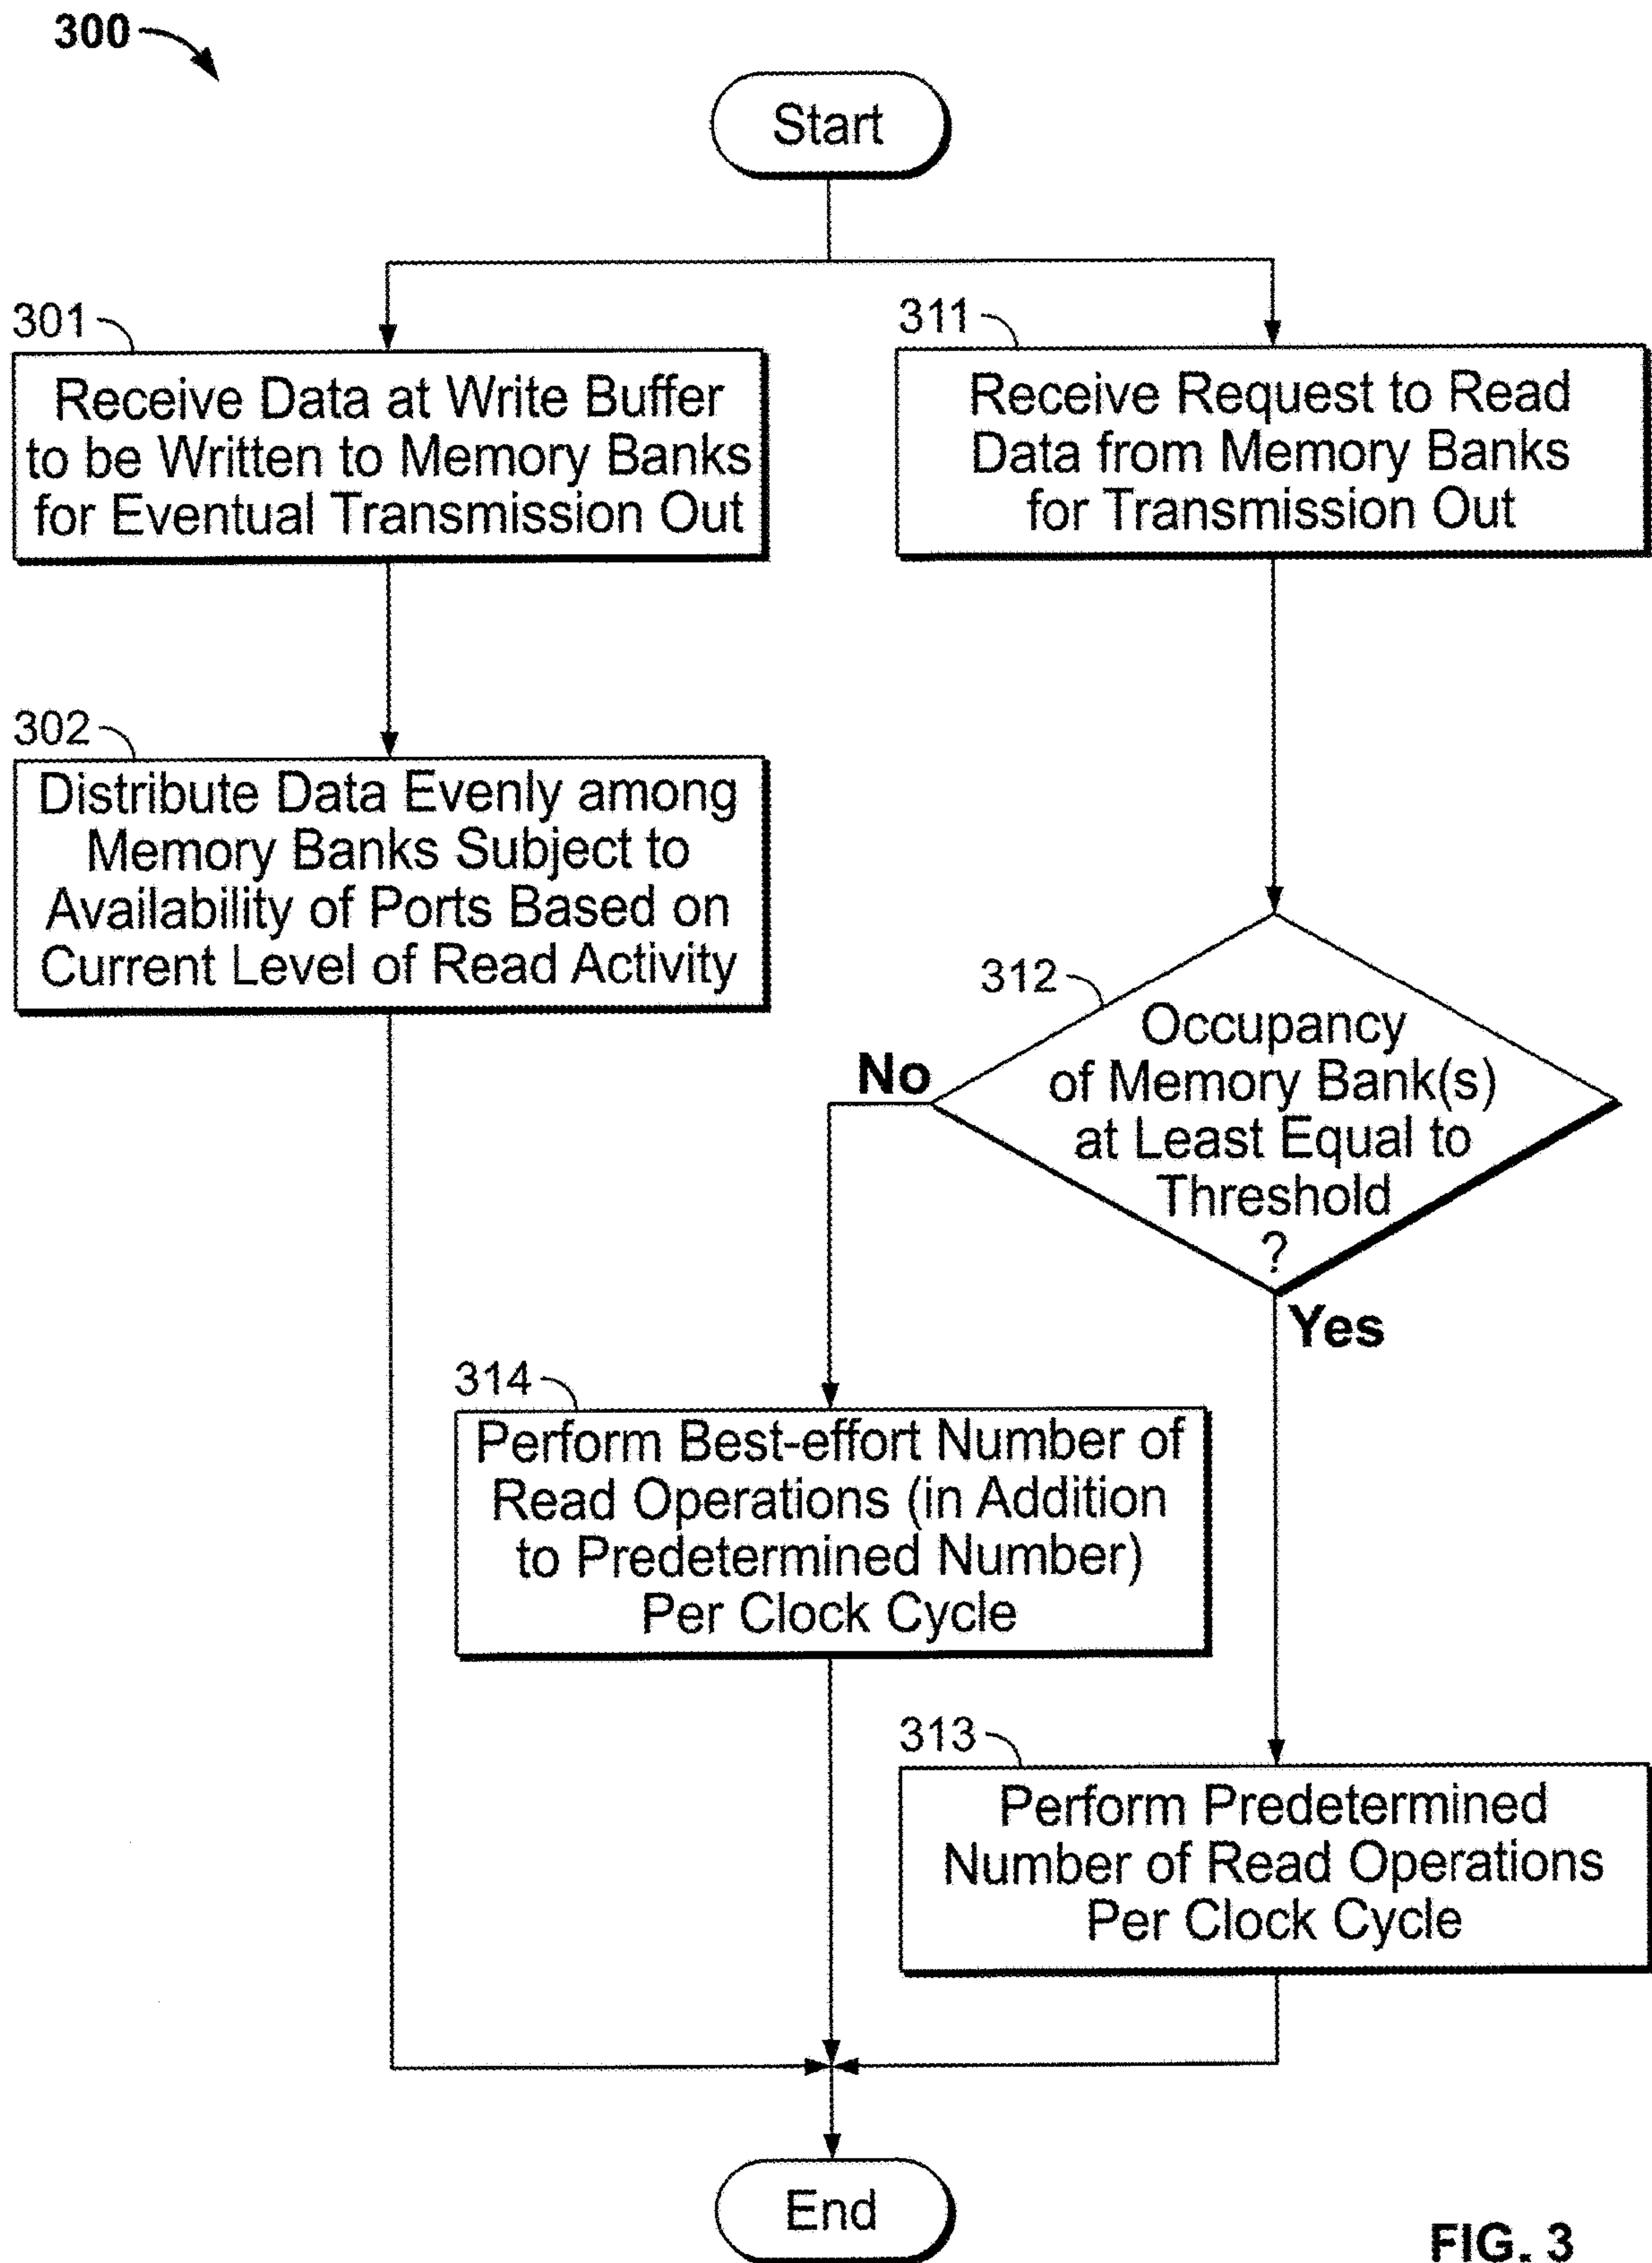 300
Start
301
Receive Data at Write Buffer
to be Written to Memory Banks
for Eventual Transmission Out
311
Receive Request to Read
Data from Memory Banks
for Transmission Out
302
Distribute Data Evenly among
Memory Banks Subject to
Availability of Ports Based on
Current Level of Read Activity
312
Occupancy
of Memory Bank(s)
at Least Equal to
Threshold
?
No
Yes
314
Perform Best-effort Number of
Read Operations (in Addition
to Predetermined Number)
Per Clock Cycle
313
Perform Predetermined
Number of Read Operations
Per Clock Cycle
End
FIG. 3